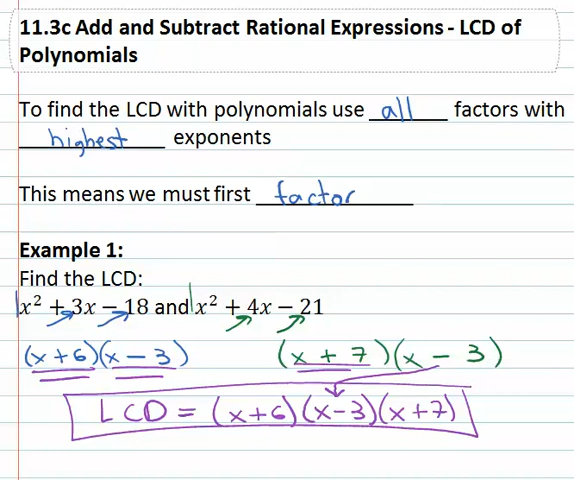 11.3c Add and Subtract Rational Expressions - LCD of
Polynomials
To find the LCD with polynomials use all factors with
highest exponents
This means we must first factor
Example 1:
Find the LCD:
x² + 3x − 18 and x² + 4x − 21
(x + 6)(x − 3) (x + 7)(x − 3)
LCD = (x+6)(x−3)(x+7)